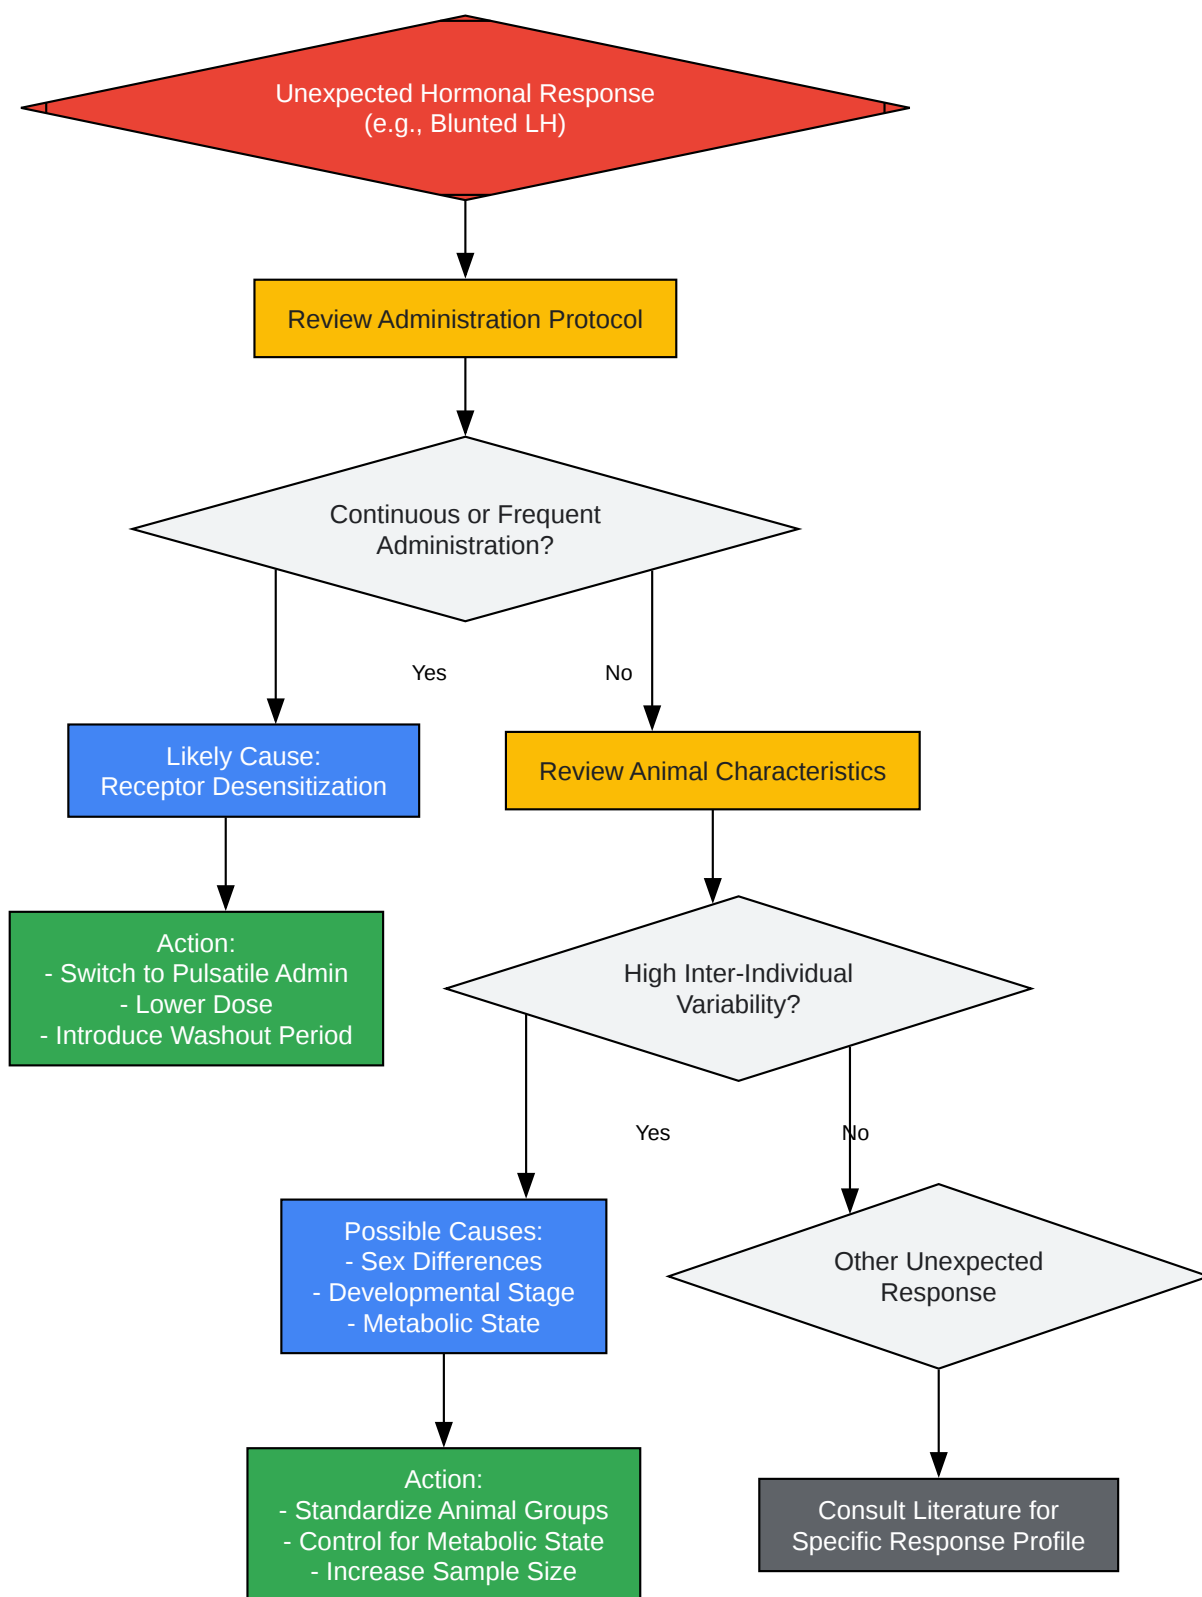 Unexpected Hormonal Response
(e.g., Blunted LH)
Review Administration Protocol
Continuous or Frequent
Administration?
Yes
No
Likely Cause:
Receptor Desensitization
Review Animal Characteristics
Action:
- Switch to Pulsatile Admin
- Lower Dose
- Introduce Washout Period
High Inter-Individual
Variability?
Yes
No
Possible Causes:
- Sex Differences
- Developmental Stage
- Metabolic State
Other Unexpected
Response
Action:
- Standardize Animal Groups
- Control for Metabolic State
- Increase Sample Size
Consult Literature for
Specific Response Profile